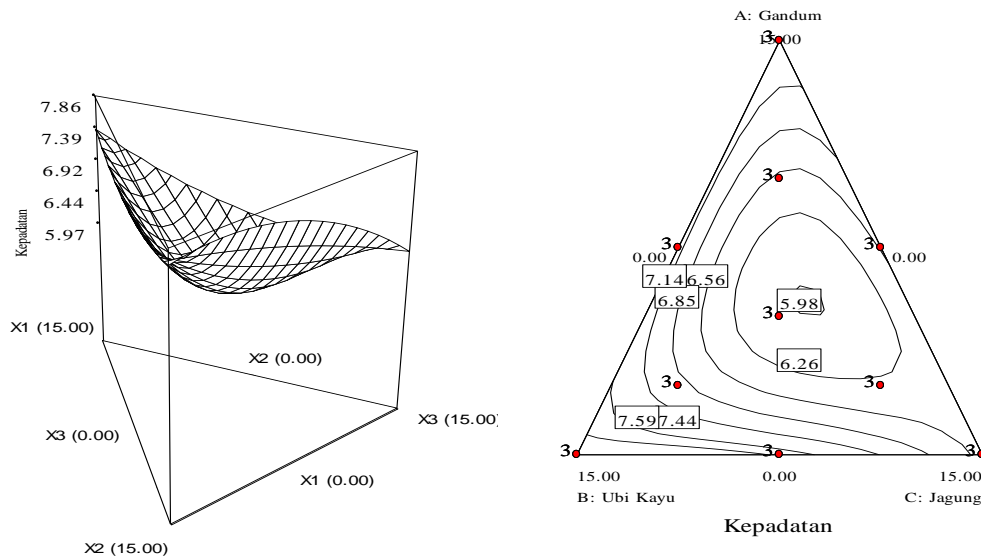 7.86
7.39
6.92
6.44
5.97
Kepadatan
X1 (15.00)
X2 (0.00)
X3 (15.00)
X3 (0.00)
X1 (0.00)
X2 (15.00)
A: Gandum
3
15.00
3
3
3
0.00
0.00
7.14
6.56
6.85
5.98
3
6.26
3
3
7.59
7.44
3
3
3
15.00
0.00
15.00
B: Ubi Kayu
C: Jagung
Kepadatan